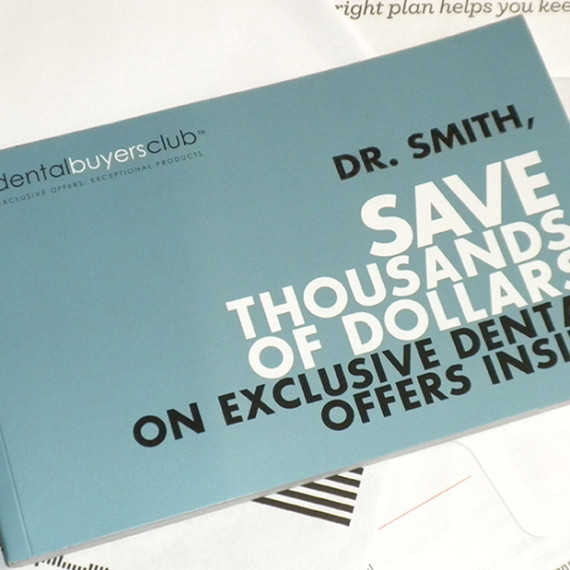 right plan helps you kee
dentalbuyersclub™
EXCLUSIVE OFFERS. EXCEPTIONAL PRODUCTS
DR. SMITH,
SAVE
THOUSANDS
OF DOLLARS
ON EXCLUSIVE DENTA
OFFERS INSI